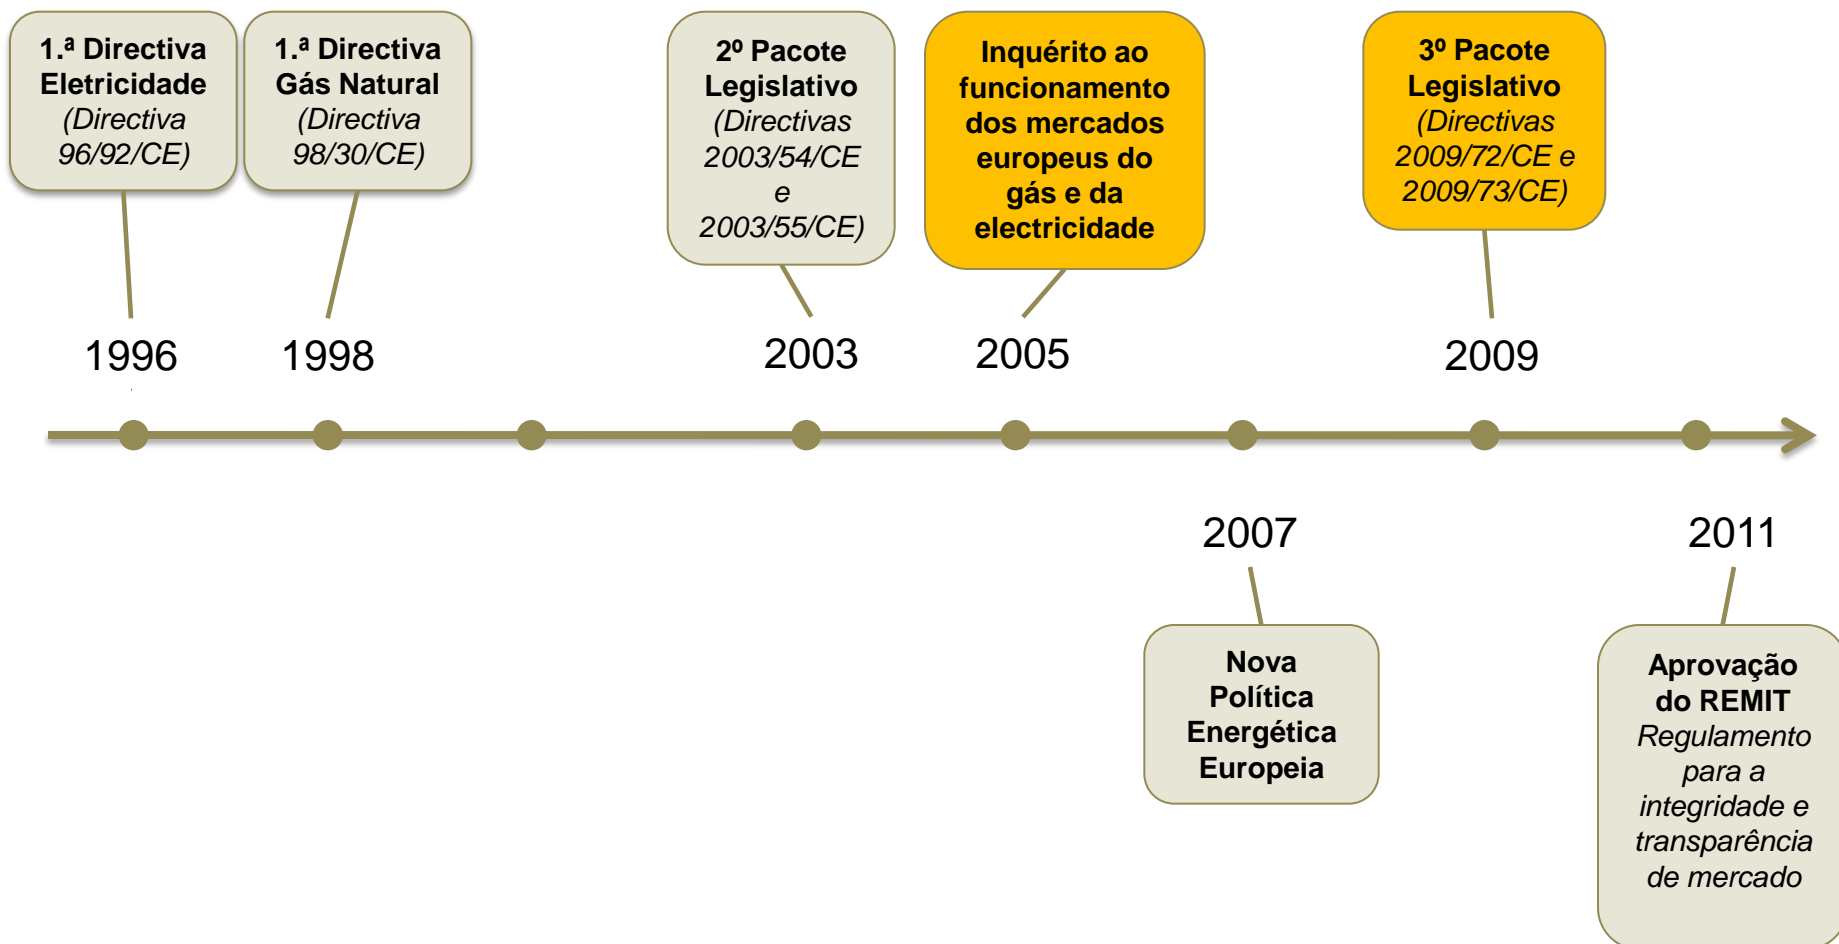 1.ª Directiva
Eletricidade
(Directiva
96/92/CE)
1.ª Directiva
Gás Natural
(Directiva
98/30/CE)
2º Pacote
Legislativo
(Directivas
2003/54/CE
e
2003/55/CE)
Inquérito ao
funcionamento
dos mercados
europeus do
gás e da
electricidade
3º Pacote
Legislativo
(Directivas
2009/72/CE e
2009/73/CE)
1996
1998
2003
2005
2009
2007
2011
Nova
Política
Energética
Europeia
Aprovação
do REMIT
Regulamento
para a
integridade e
transparência
de mercado